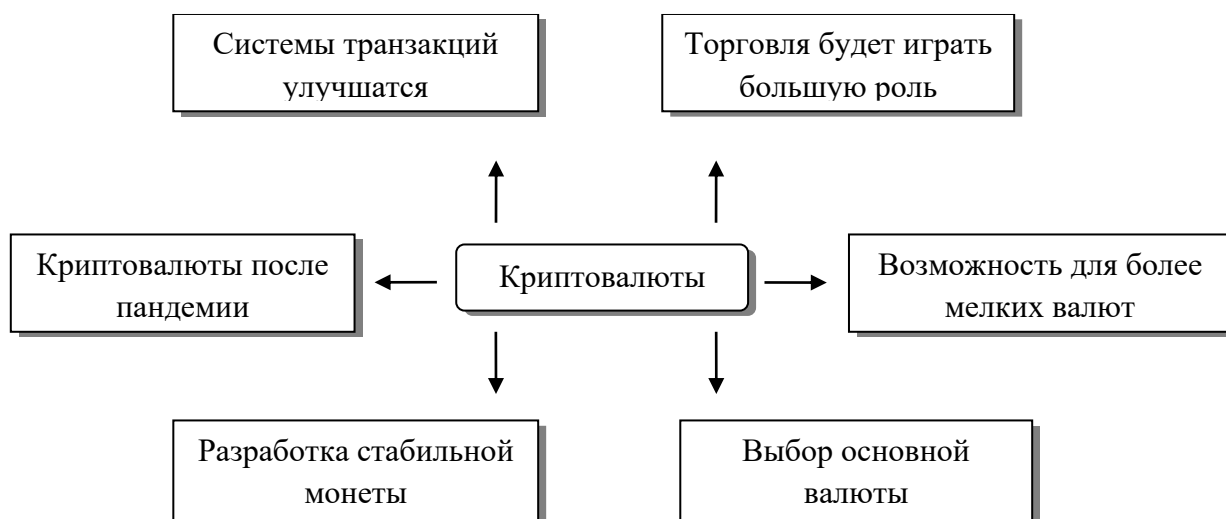 Системы транзакций
улучшатся
Торговля будет играть
большую роль
Криптовалюты после
пандемии
Криптовалюты
Возможность для более
мелких валют
Разработка стабильной
монеты
Выбор основной
валюты